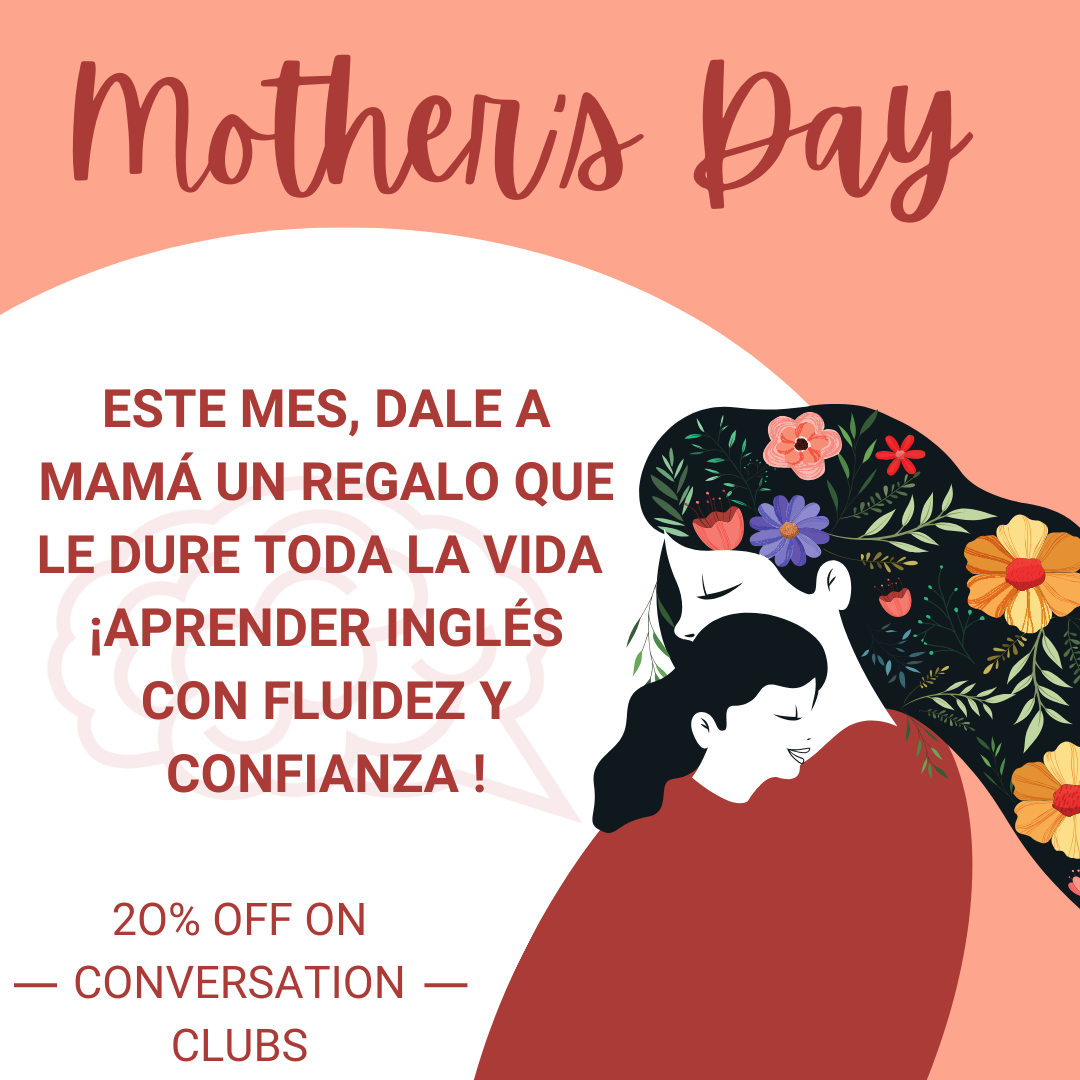 Mother's Day
ESTE MES, DALE A
MAMÁ UN REGALO QUE
LE DURE TODA LA VIDA
¡APRENDER INGLÉS
CON FLUIDEZ Y
CONFIANZA !
20% OFF ON
— CONVERSATION —
CLUBS